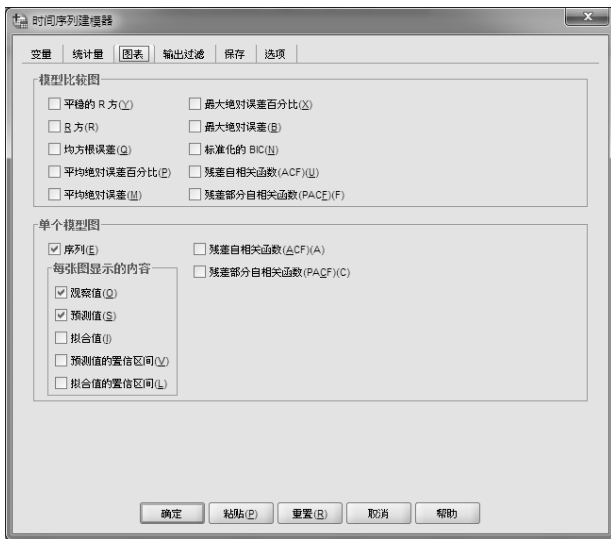 时间序列建模器
变量 统计量 图表 输出过滤 保存 选项
模型比较图
平稳的 R 方(Y) 最大绝对误差百分比(X)
R 方(R) 最大绝对误差(B)
均方根误差(Q) 标准化的 BIC(N)
平均绝对误差百分比(P) 残差自相关函数(ACF)(U)
平均绝对误差(M) 残差部分自相关函数(PACF)(F)
单个模型图
序列(E) 残差自相关函数(ACF)(A)
每张图显示的内容 残差部分自相关函数(PACF)(C)
观察值(O)
预测值(S)
拟合值(I)
预测值的置信区间(V)
拟合值的置信区间(L)
确定 粘贴(P) 重置(R) 取消 帮助